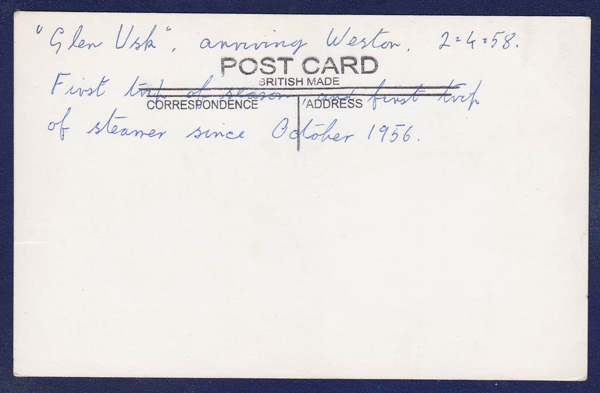 "Glen Usk", arriving Weston. 2=4=58.
POST CARD
BRITISH MADE
First trip of season, and first trip
CORRESPONDENCE ADDRESS
of steamer since October 1956.